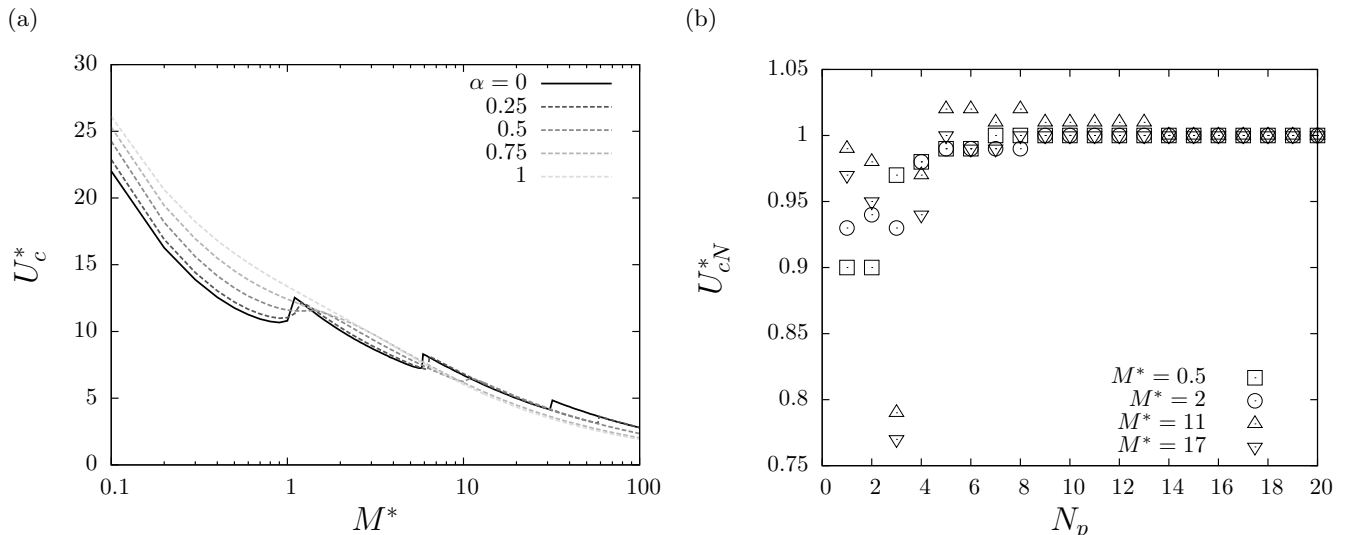 (a)
30
25
20
15
10
5
0
U*c
0.1
1
10
100
M*
α = 0
0.25
0.5
0.75
1
(b)
1.05
1
0.95
0.9
0.85
0.8
0.75
U*cN
0 2 4 6 8 10 12 14 16 18 20
Np
M* = 0.5
M* = 2
M* = 11
M* = 17